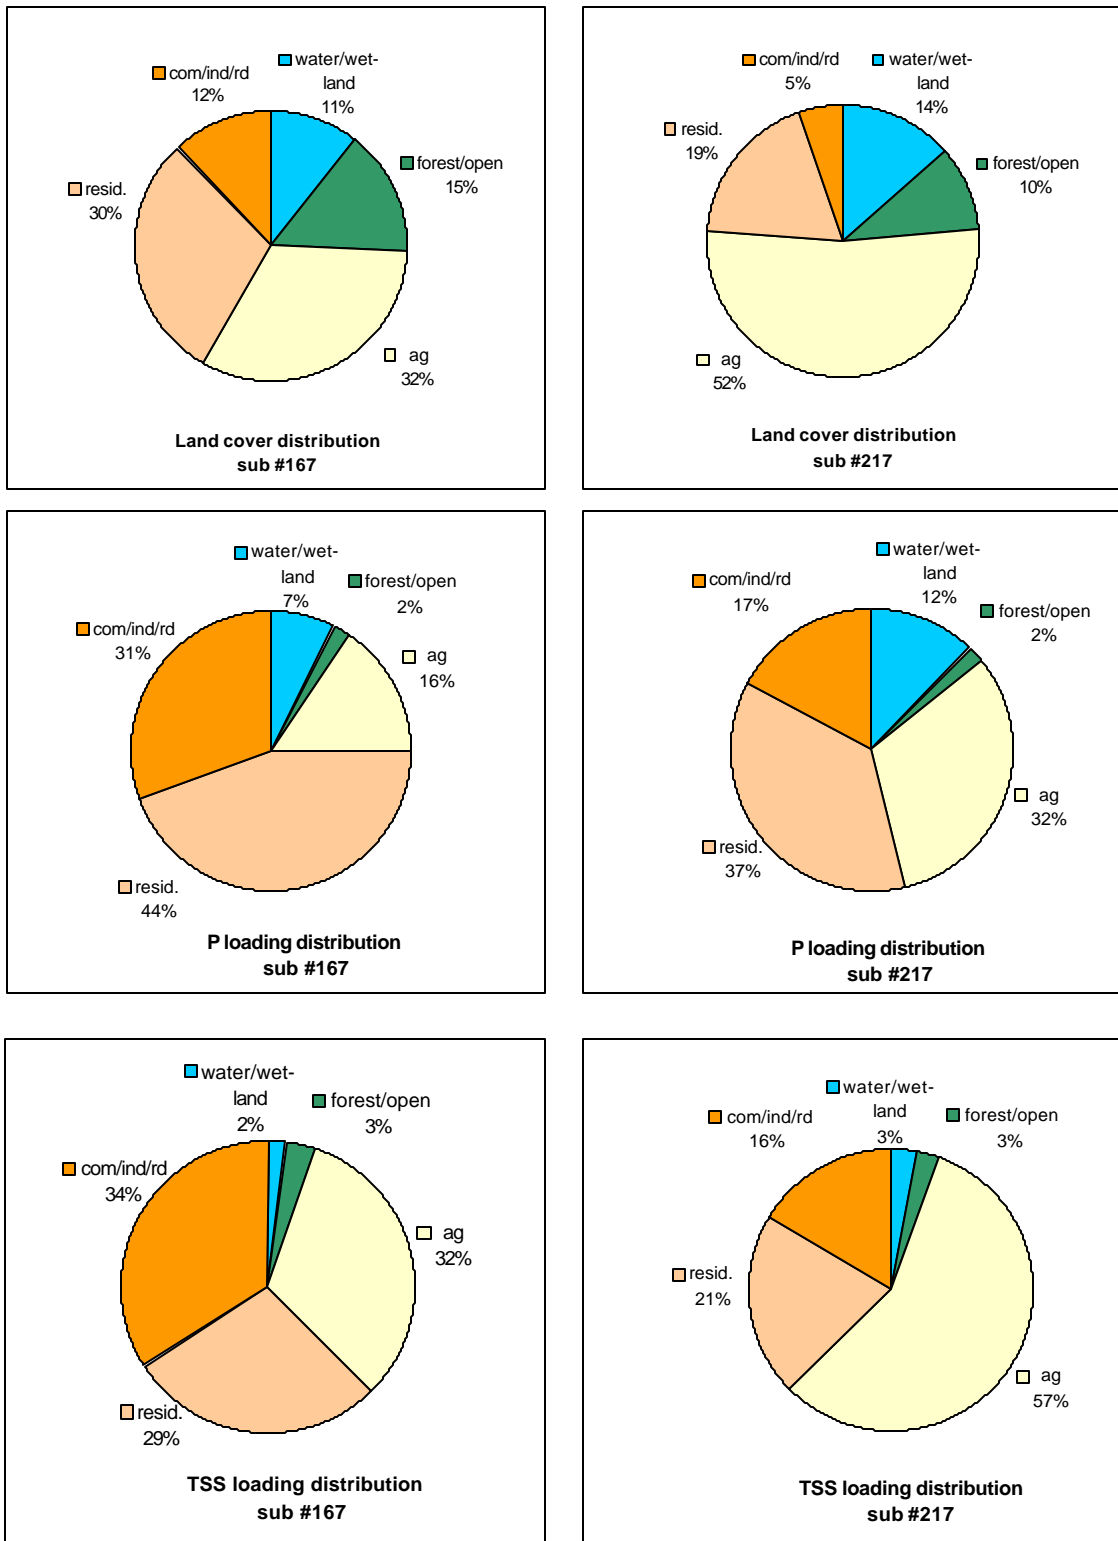 com/ind/rd
12%
water/wet-
land
11%
forest/open
15%
resid.
30%
ag
32%
Land cover distribution
sub #167
com/ind/rd
5%
water/wet-
land
14%
resid.
19%
forest/open
10%
ag
52%
Land cover distribution
sub #217
water/wet-
land
7%
forest/open
2%
com/ind/rd
31%
ag
16%
resid.
44%
P loading distribution
sub #167
water/wet-
land
12%
com/ind/rd
17%
forest/open
2%
ag
32%
resid.
37%
P loading distribution
sub #217
water/wet-
land
2%
forest/open
3%
com/ind/rd
34%
ag
32%
resid.
29%
TSS loading distribution
sub #167
water/wet-
land
3%
com/ind/rd
16%
forest/open
3%
resid.
21%
ag
57%
TSS loading distribution
sub #217